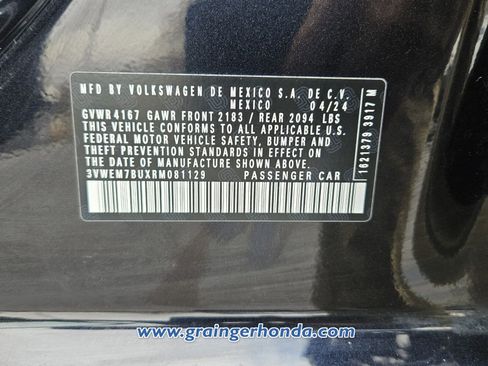 MFD BY VOLKSWAGEN DE MEXICO S.A. DE C.V.
MEXICO 04/24
GVWR 4167 GAWR FRONT 2183 / REAR 2094 LBS
THIS VEHICLE CONFORMS TO ALL APPLICABLE U.S.
FEDERAL MOTOR VEHICLE SAFETY, BUMPER, AND
THEFT PREVENTION STANDARDS IN EFFECT ON THE
DATE OF MANUFACTURE SHOWN ABOVE.
3VWEM7BUXRM081129 PASSENGER CAR
1621379 3917 M
www.graingerhonda.com